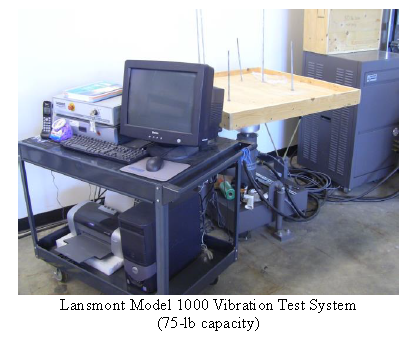 Lansmont Model 1000 Vibration Test System
(75-lb capacity)